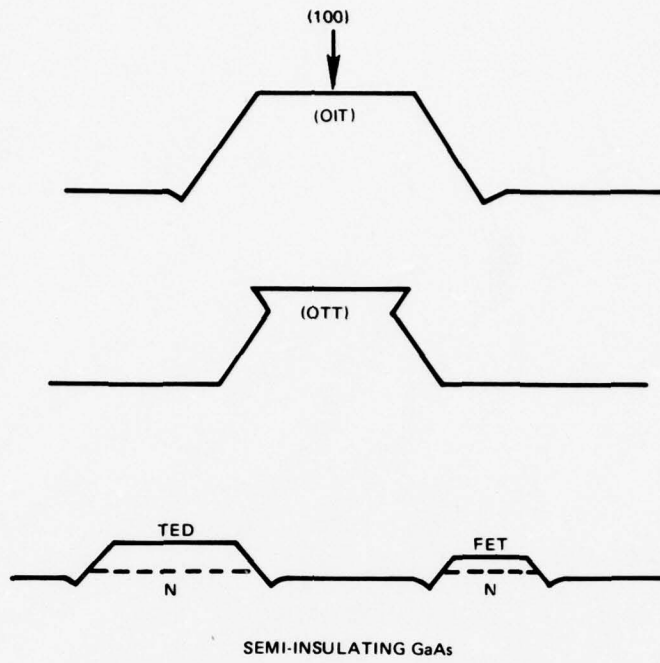 (100)
(OIT)
(OTT)
TED
FET
N
N
SEMI-INSULATING GaAs